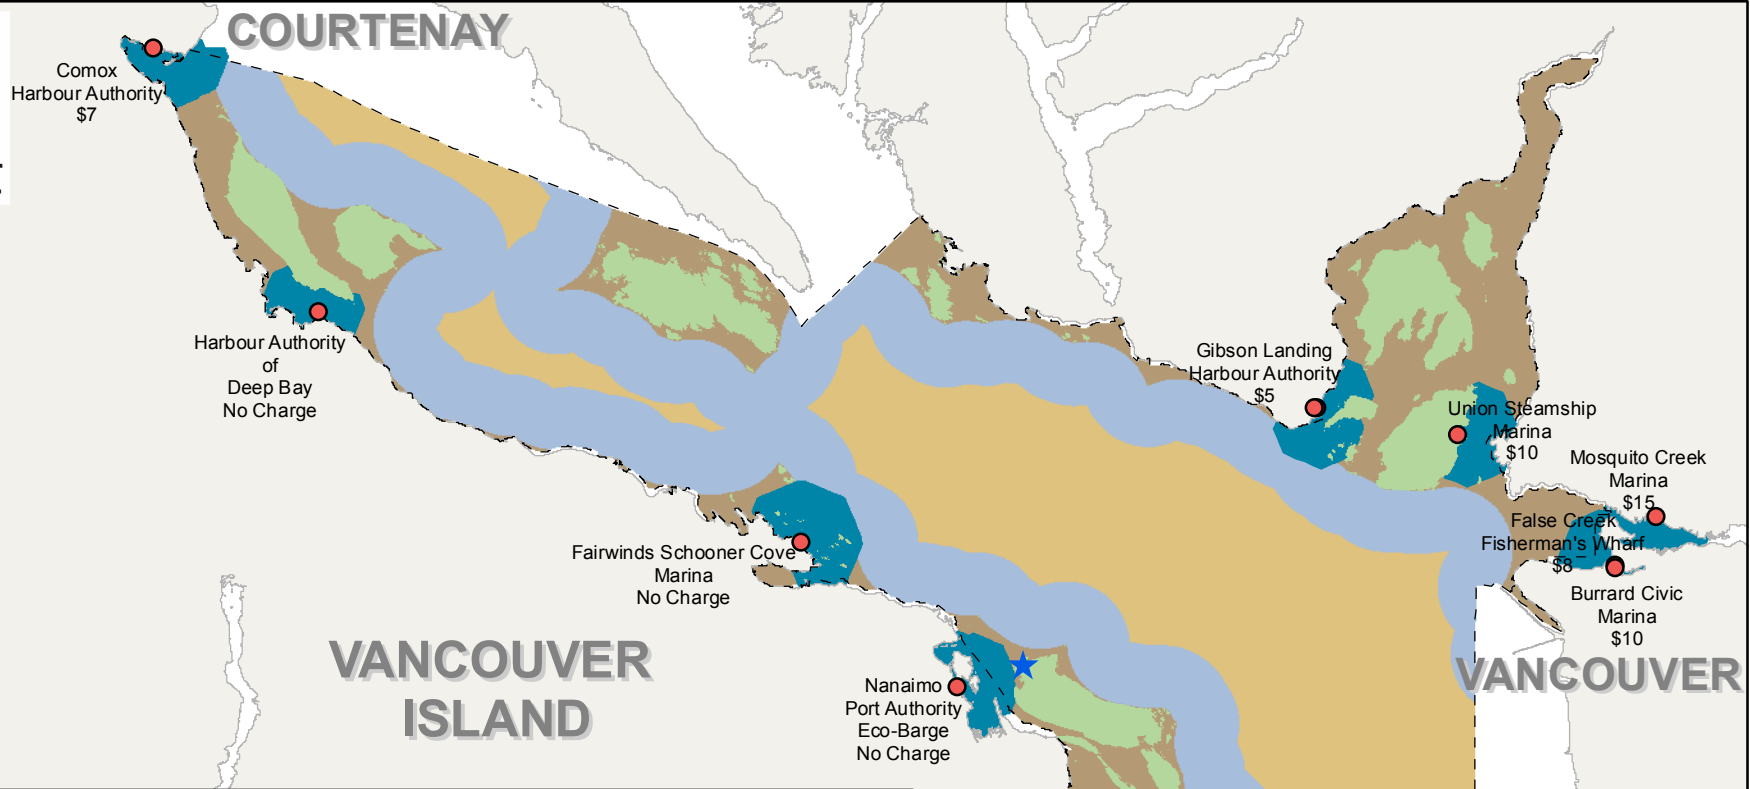 COURTENAY
Comox
Harbour Authority
$7
Harbour Authority
of
Deep Bay
No Charge
Gibson Landing
Harbour Authority
$5
Union Steamship
Marina
$10
Mosquito Creek
Marina
$15
False Creek
Fisherman's Wharf
$8
Burrard Civic
Marina
$10
Fairwinds Schooner Cove
Marina
No Charge
VANCOUVER
ISLAND
VANCOUVER
Nanaimo
Port Authority
Eco-Barge
No Charge